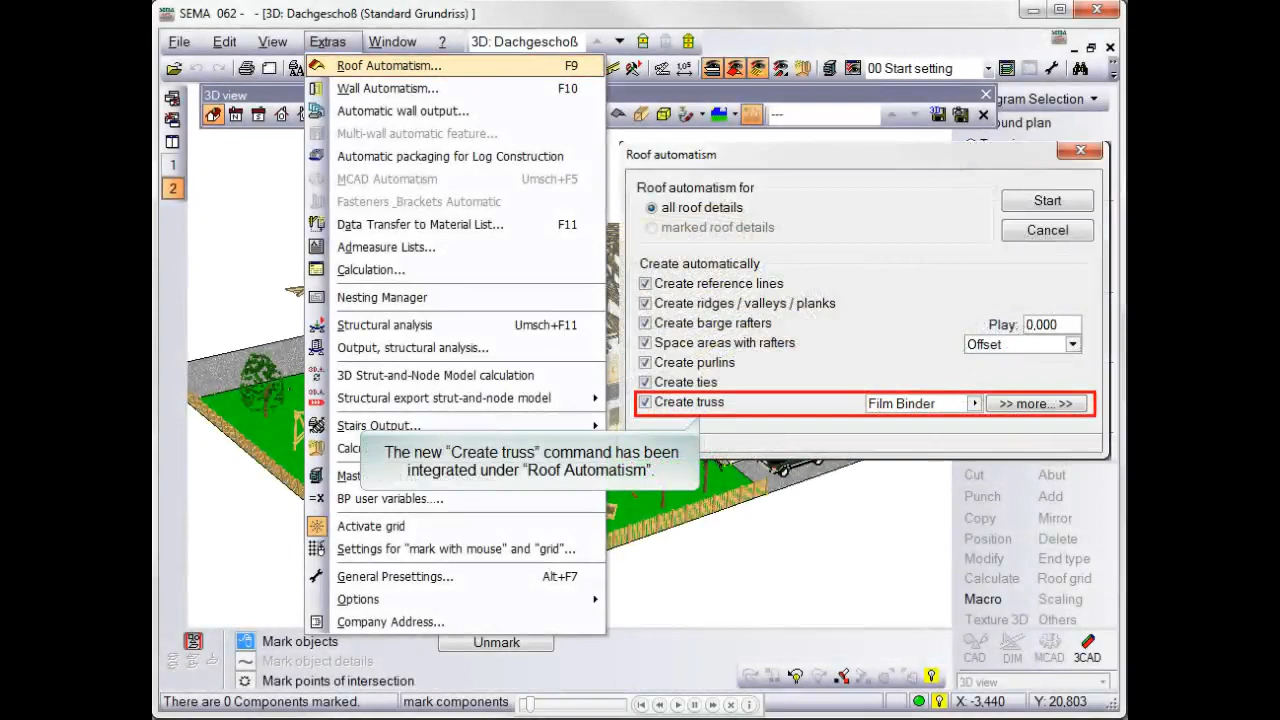 SEMA 062 - - [3D: Dachgeschoß (Standard Grundriss) ]
File Edit View Extras Window ? 3D: Dachgeschoß
00 Start setting
3D view
---
Program Selection
1
2
Roof Automatism... F9
Wall Automatism... F10
Automatic wall output...
Multi-wall automatic feature...
Automatic packaging for Log Construction
MCAD Automatism Umsch+F5
Fasteners _Brackets Automatic
Data Transfer to Material List... F11
Admeasure Lists...
Calculation...
Nesting Manager
Structural analysis Umsch+F11
Output, structural analysis...
3D Strut-and-Node Model calculation
Structural export strut-and-node model
Stairs Output...
BP user variables....
Activate grid
Settings for "mark with mouse" and "grid"...
General Presettings... Alt+F7
Options
Company Address...
Roof automatism
Roof automatism for
all roof details
marked roof details
Start
Cancel
Create automatically
Create reference lines
Create ridges / valleys / planks
Create barge rafters
Play: 0,000
Space areas with rafters
Offset
Create purlins
Create ties
Create truss Film Binder >> more... >>
The new “Create truss” command has been
integrated under “Roof Automatism”.
Cut Abut
Punch Add
Copy Mirror
Position Delete
Modify End type
Calculate Roof grid
Macro Scaling
Texture 3D Others
CAD DIM MCAD 3CAD
3D view
Mark objects Unmark
Mark object details
Mark points of intersection
There are 0 Components marked. mark components
X: -3,440 Y: 20,803